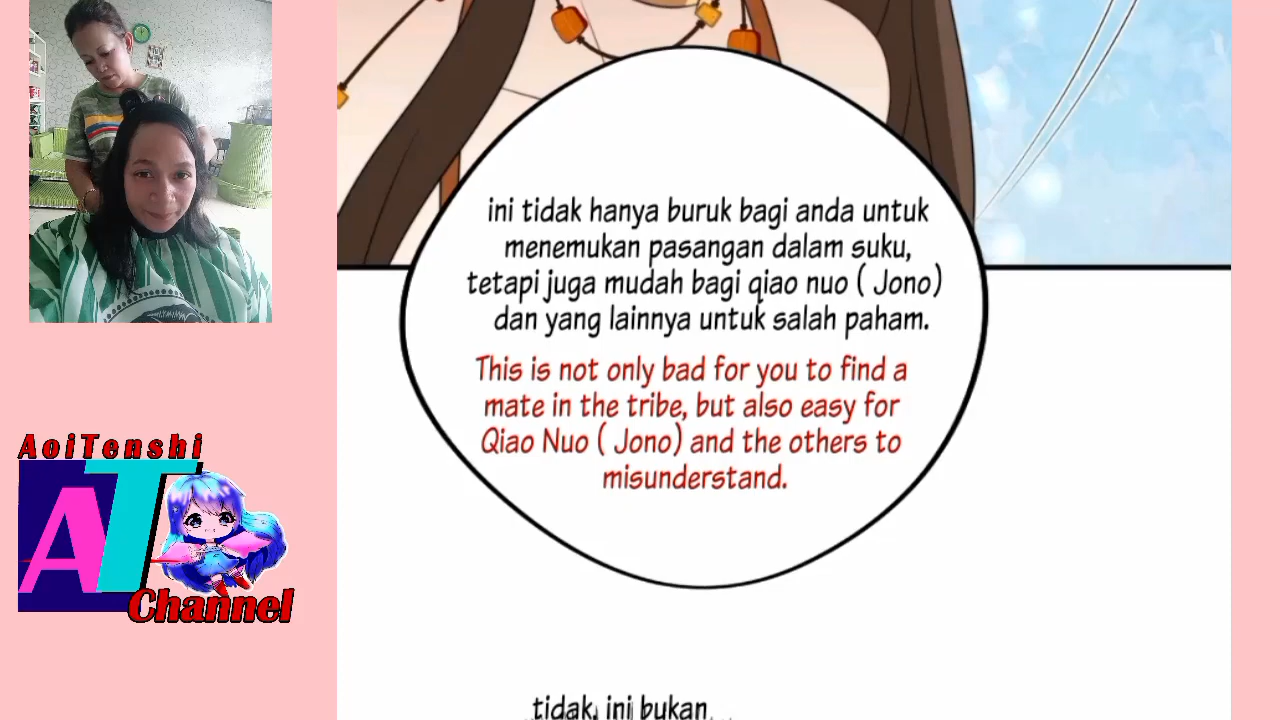 ini tidak hanya buruk bagi anda untuk
menemukan pasangan dalam suku,
tetapi juga mudah bagi qiao nuo ( Jono)
dan yang lainnya untuk salah paham.
This is not only bad for you to find a
mate in the tribe, but also easy for
Qiao Nuo ( Jono) and the others to
misunderstand.
tidak, ini bukan
AoiTenshi
AT
Channel